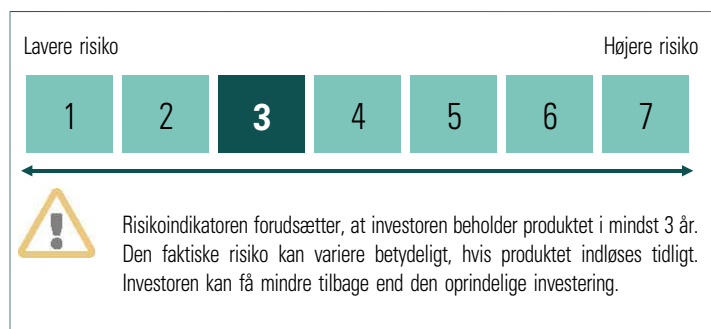 Lavere risiko Højere risiko
1 2 3 4 5 6 7
Risikoindikatoren forudsætter, at investoren beholder produktet i mindst 3 år.
Den faktiske risiko kan variere betydeligt, hvis produktet indløses tidligt.
Investoren kan få mindre tilbage end den oprindelige investering.